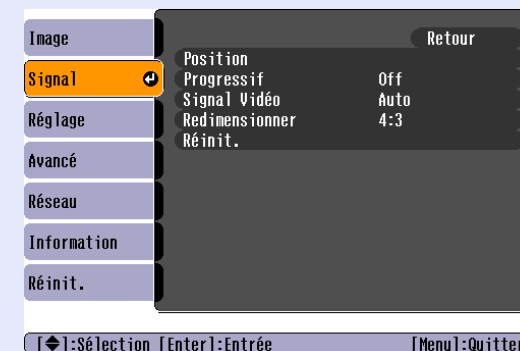 Image
Signal
Réglage
Avancé
Réseau
Information
Réinit.
Retour
Position
Progressif Off
Signal Vidéo Auto
Redimensionner 4:3
Réinit.
[◆]:Sélection [Enter]:Entrée [Menu]:Quitter